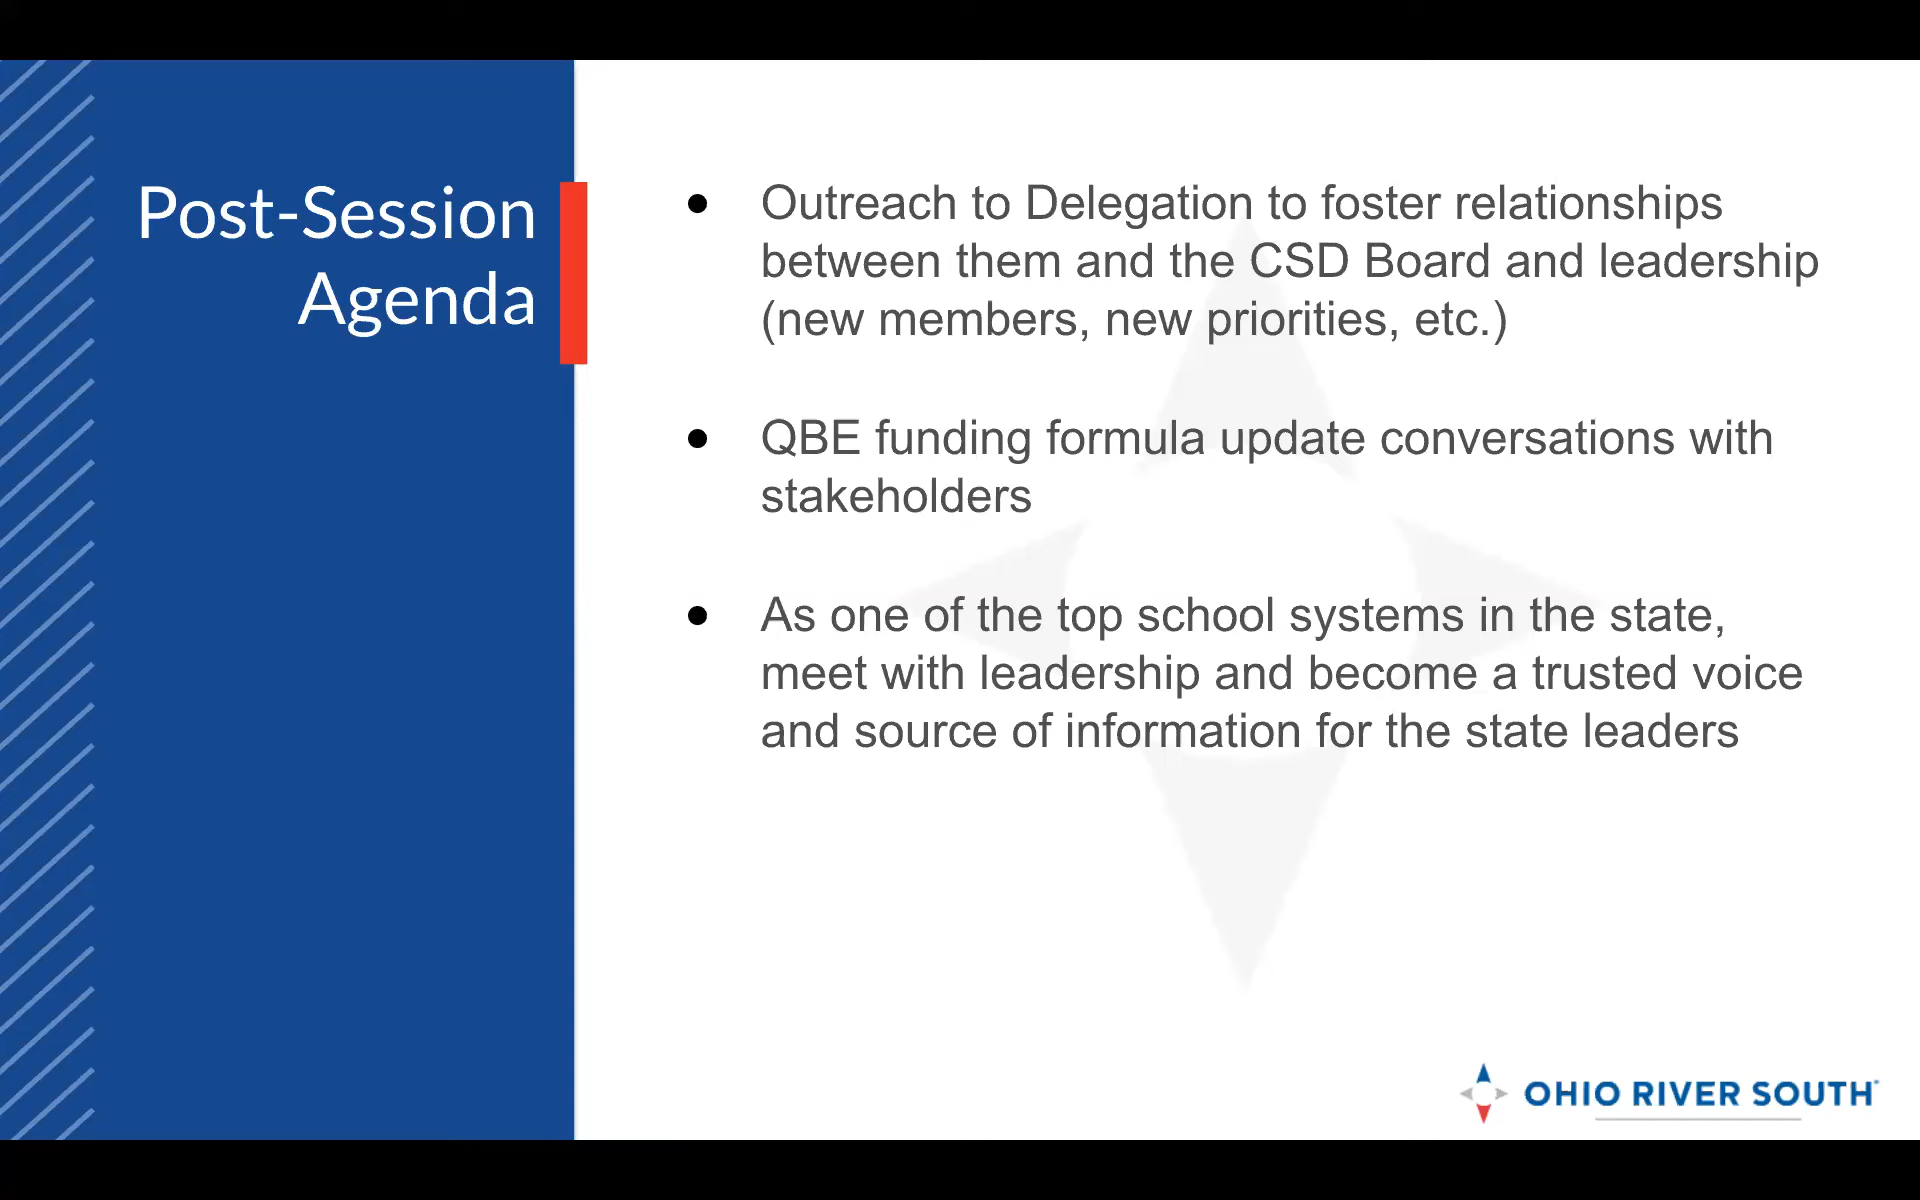 Post-Session
Agenda
● Outreach to Delegation to foster relationships
between them and the CSD Board and leadership
(new members, new priorities, etc.)
● QBE funding formula update conversations with
stakeholders
● As one of the top school systems in the state,
meet with leadership and become a trusted voice
and source of information for the state leaders
OHIO RIVER SOUTH